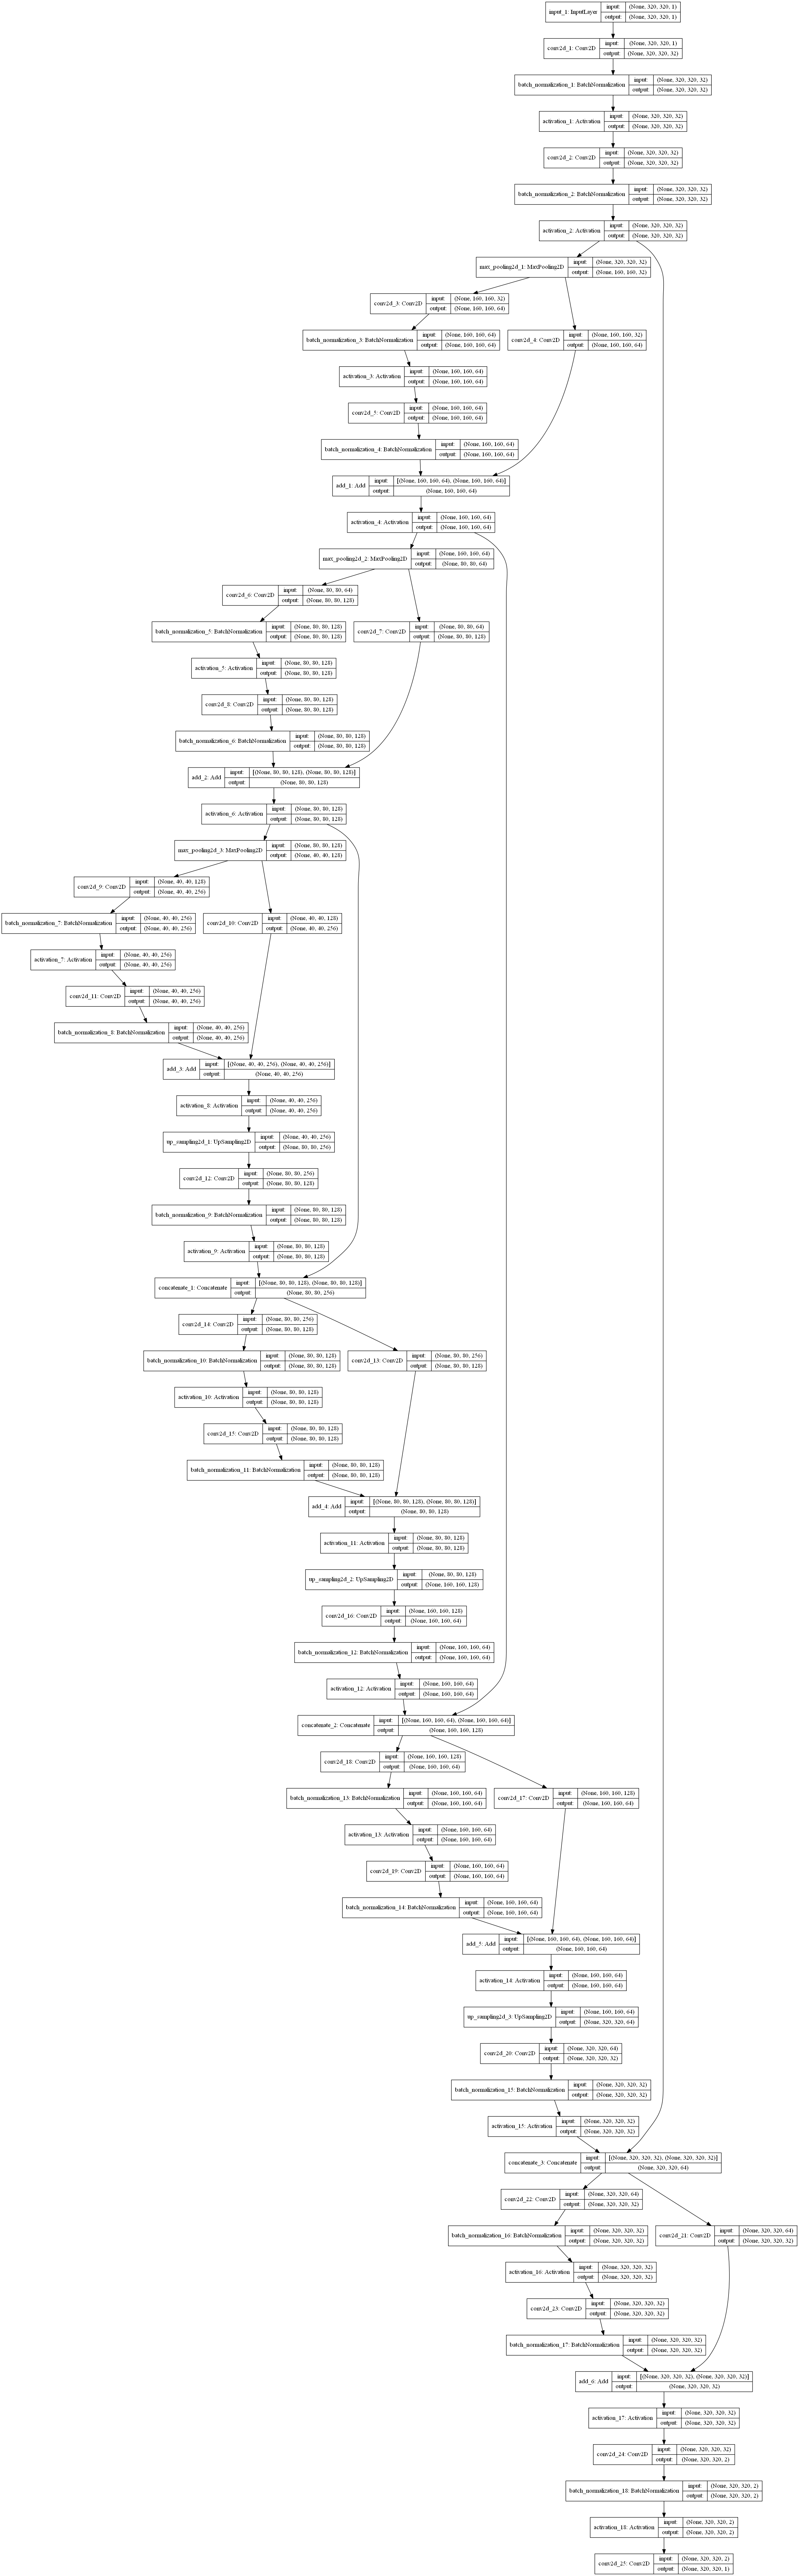 input_1: InputLayer input: (None, 320, 320, 1)
output: (None, 320, 320, 1)
conv2d_1: Conv2D input: (None, 320, 320, 1)
output: (None, 320, 320, 32)
batch_normalization_1: BatchNormalization input: (None, 320, 320, 32)
output: (None, 320, 320, 32)
activation_1: Activation input: (None, 320, 320, 32)
output: (None, 320, 320, 32)
conv2d_2: Conv2D input: (None, 320, 320, 32)
output: (None, 320, 320, 32)
batch_normalization_2: BatchNormalization input: (None, 320, 320, 32)
output: (None, 320, 320, 32)
activation_2: Activation input: (None, 320, 320, 32)
output: (None, 320, 320, 32)
max_pooling2d_1: MaxPooling2D input: (None, 320, 320, 32)
output: (None, 160, 160, 32)
conv2d_3: Conv2D input: (None, 160, 160, 32)
output: (None, 160, 160, 64)
batch_normalization_3: BatchNormalization input: (None, 160, 160, 64)
output: (None, 160, 160, 64)
conv2d_4: Conv2D input: (None, 160, 160, 32)
output: (None, 160, 160, 64)
activation_3: Activation input: (None, 160, 160, 64)
output: (None, 160, 160, 64)
conv2d_5: Conv2D input: (None, 160, 160, 64)
output: (None, 160, 160, 64)
batch_normalization_4: BatchNormalization input: (None, 160, 160, 64)
output: (None, 160, 160, 64)
add_1: Add input: [(None, 160, 160, 64), (None, 160, 160, 64)]
output: (None, 160, 160, 64)
activation_4: Activation input: (None, 160, 160, 64)
output: (None, 160, 160, 64)
max_pooling2d_2: MaxPooling2D input: (None, 160, 160, 64)
output: (None, 80, 80, 64)
conv2d_6: Conv2D input: (None, 80, 80, 64)
output: (None, 80, 80, 128)
batch_normalization_5: BatchNormalization input: (None, 80, 80, 128)
output: (None, 80, 80, 128)
conv2d_7: Conv2D input: (None, 80, 80, 64)
output: (None, 80, 80, 128)
activation_5: Activation input: (None, 80, 80, 128)
output: (None, 80, 80, 128)
conv2d_8: Conv2D input: (None, 80, 80, 128)
output: (None, 80, 80, 128)
batch_normalization_6: BatchNormalization input: (None, 80, 80, 128)
output: (None, 80, 80, 128)
add_2: Add input: [(None, 80, 80, 128), (None, 80, 80, 128)]
output: (None, 80, 80, 128)
activation_6: Activation input: (None, 80, 80, 128)
output: (None, 80, 80, 128)
max_pooling2d_3: MaxPooling2D input: (None, 80, 80, 128)
output: (None, 40, 40, 128)
conv2d_9: Conv2D input: (None, 40, 40, 128)
output: (None, 40, 40, 256)
batch_normalization_7: BatchNormalization input: (None, 40, 40, 256)
output: (None, 40, 40, 256)
conv2d_10: Conv2D input: (None, 40, 40, 128)
output: (None, 40, 40, 256)
activation_7: Activation input: (None, 40, 40, 256)
output: (None, 40, 40, 256)
conv2d_11: Conv2D input: (None, 40, 40, 256)
output: (None, 40, 40, 256)
batch_normalization_8: BatchNormalization input: (None, 40, 40, 256)
output: (None, 40, 40, 256)
add_3: Add input: [(None, 40, 40, 256), (None, 40, 40, 256)]
output: (None, 40, 40, 256)
activation_8: Activation input: (None, 40, 40, 256)
output: (None, 40, 40, 256)
up_sampling2d_1: UpSampling2D input: (None, 40, 40, 256)
output: (None, 80, 80, 256)
conv2d_12: Conv2D input: (None, 80, 80, 256)
output: (None, 80, 80, 128)
batch_normalization_9: BatchNormalization input: (None, 80, 80, 128)
output: (None, 80, 80, 128)
activation_9: Activation input: (None, 80, 80, 128)
output: (None, 80, 80, 128)
concatenate_1: Concatenate input: [(None, 80, 80, 128), (None, 80, 80, 128)]
output: (None, 80, 80, 256)
conv2d_14: Conv2D input: (None, 80, 80, 256)
output: (None, 80, 80, 128)
batch_normalization_10: BatchNormalization input: (None, 80, 80, 128)
output: (None, 80, 80, 128)
conv2d_13: Conv2D input: (None, 80, 80, 256)
output: (None, 80, 80, 128)
activation_10: Activation input: (None, 80, 80, 128)
output: (None, 80, 80, 128)
conv2d_15: Conv2D input: (None, 80, 80, 128)
output: (None, 80, 80, 128)
batch_normalization_11: BatchNormalization input: (None, 80, 80, 128)
output: (None, 80, 80, 128)
add_4: Add input: [(None, 80, 80, 128), (None, 80, 80, 128)]
output: (None, 80, 80, 128)
activation_11: Activation input: (None, 80, 80, 128)
output: (None, 80, 80, 128)
up_sampling2d_2: UpSampling2D input: (None, 80, 80, 128)
output: (None, 160, 160, 128)
conv2d_16: Conv2D input: (None, 160, 160, 128)
output: (None, 160, 160, 64)
batch_normalization_12: BatchNormalization input: (None, 160, 160, 64)
output: (None, 160, 160, 64)
activation_12: Activation input: (None, 160, 160, 64)
output: (None, 160, 160, 64)
concatenate_2: Concatenate input: [(None, 160, 160, 64), (None, 160, 160, 64)]
output: (None, 160, 160, 128)
conv2d_18: Conv2D input: (None, 160, 160, 128)
output: (None, 160, 160, 64)
batch_normalization_13: BatchNormalization input: (None, 160, 160, 64)
output: (None, 160, 160, 64)
conv2d_17: Conv2D input: (None, 160, 160, 128)
output: (None, 160, 160, 64)
activation_13: Activation input: (None, 160, 160, 64)
output: (None, 160, 160, 64)
conv2d_19: Conv2D input: (None, 160, 160, 64)
output: (None, 160, 160, 64)
batch_normalization_14: BatchNormalization input: (None, 160, 160, 64)
output: (None, 160, 160, 64)
add_5: Add input: [(None, 160, 160, 64), (None, 160, 160, 64)]
output: (None, 160, 160, 64)
activation_14: Activation input: (None, 160, 160, 64)
output: (None, 160, 160, 64)
up_sampling2d_3: UpSampling2D input: (None, 160, 160, 64)
output: (None, 320, 320, 64)
conv2d_20: Conv2D input: (None, 320, 320, 64)
output: (None, 320, 320, 32)
batch_normalization_15: BatchNormalization input: (None, 320, 320, 32)
output: (None, 320, 320, 32)
activation_15: Activation input: (None, 320, 320, 32)
output: (None, 320, 320, 32)
concatenate_3: Concatenate input: [(None, 320, 320, 32), (None, 320, 320, 32)]
output: (None, 320, 320, 64)
conv2d_22: Conv2D input: (None, 320, 320, 64)
output: (None, 320, 320, 32)
batch_normalization_16: BatchNormalization input: (None, 320, 320, 32)
output: (None, 320, 320, 32)
conv2d_21: Conv2D input: (None, 320, 320, 64)
output: (None, 320, 320, 32)
activation_16: Activation input: (None, 320, 320, 32)
output: (None, 320, 320, 32)
conv2d_23: Conv2D input: (None, 320, 320, 32)
output: (None, 320, 320, 32)
batch_normalization_17: BatchNormalization input: (None, 320, 320, 32)
output: (None, 320, 320, 32)
add_6: Add input: [(None, 320, 320, 32), (None, 320, 320, 32)]
output: (None, 320, 320, 32)
activation_17: Activation input: (None, 320, 320, 32)
output: (None, 320, 320, 32)
conv2d_24: Conv2D input: (None, 320, 320, 32)
output: (None, 320, 320, 2)
batch_normalization_18: BatchNormalization input: (None, 320, 320, 2)
output: (None, 320, 320, 2)
activation_18: Activation input: (None, 320, 320, 2)
output: (None, 320, 320, 2)
conv2d_25: Conv2D input: (None, 320, 320, 2)
output: (None, 320, 320, 1)